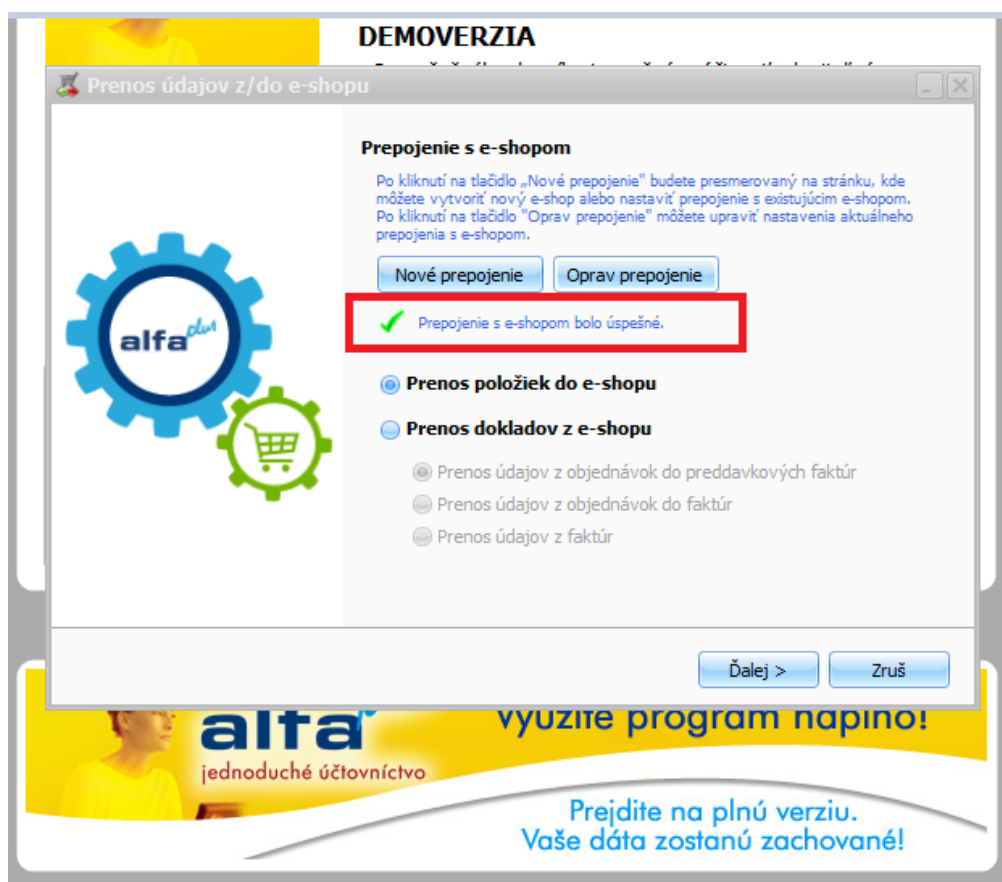 DEMOVERZIA
Prenos údajov z/do e-shopu
Prepojenie s e-shopom
Po kliknutí na tlačidlo „Nové prepojenie" budete presmerovaný na stránku, kde
môžete vytvoriť nový e-shop alebo nastaviť prepojenie s existujúcim e-shopom.
Po kliknutí na tlačidlo "Oprav prepojenie" môžete upraviť nastavenia aktuálneho
prepojenia s e-shopom.
Nové prepojenie Oprav prepojenie
Prepojenie s e-shopom bolo úspešné.
alfa plus
Prenos položiek do e-shopu
Prenos dokladov z e-shopu
Prenos údajov z objednávok do preddavkových faktúr
Prenos údajov z objednávok do faktúr
Prenos údajov z faktúr
Ďalej > Zruš
alfa
Využite program naplno!
jednoduché účtovníctvo
Prejdite na plnú verziu.
Vaše dáta zostanú zachované!